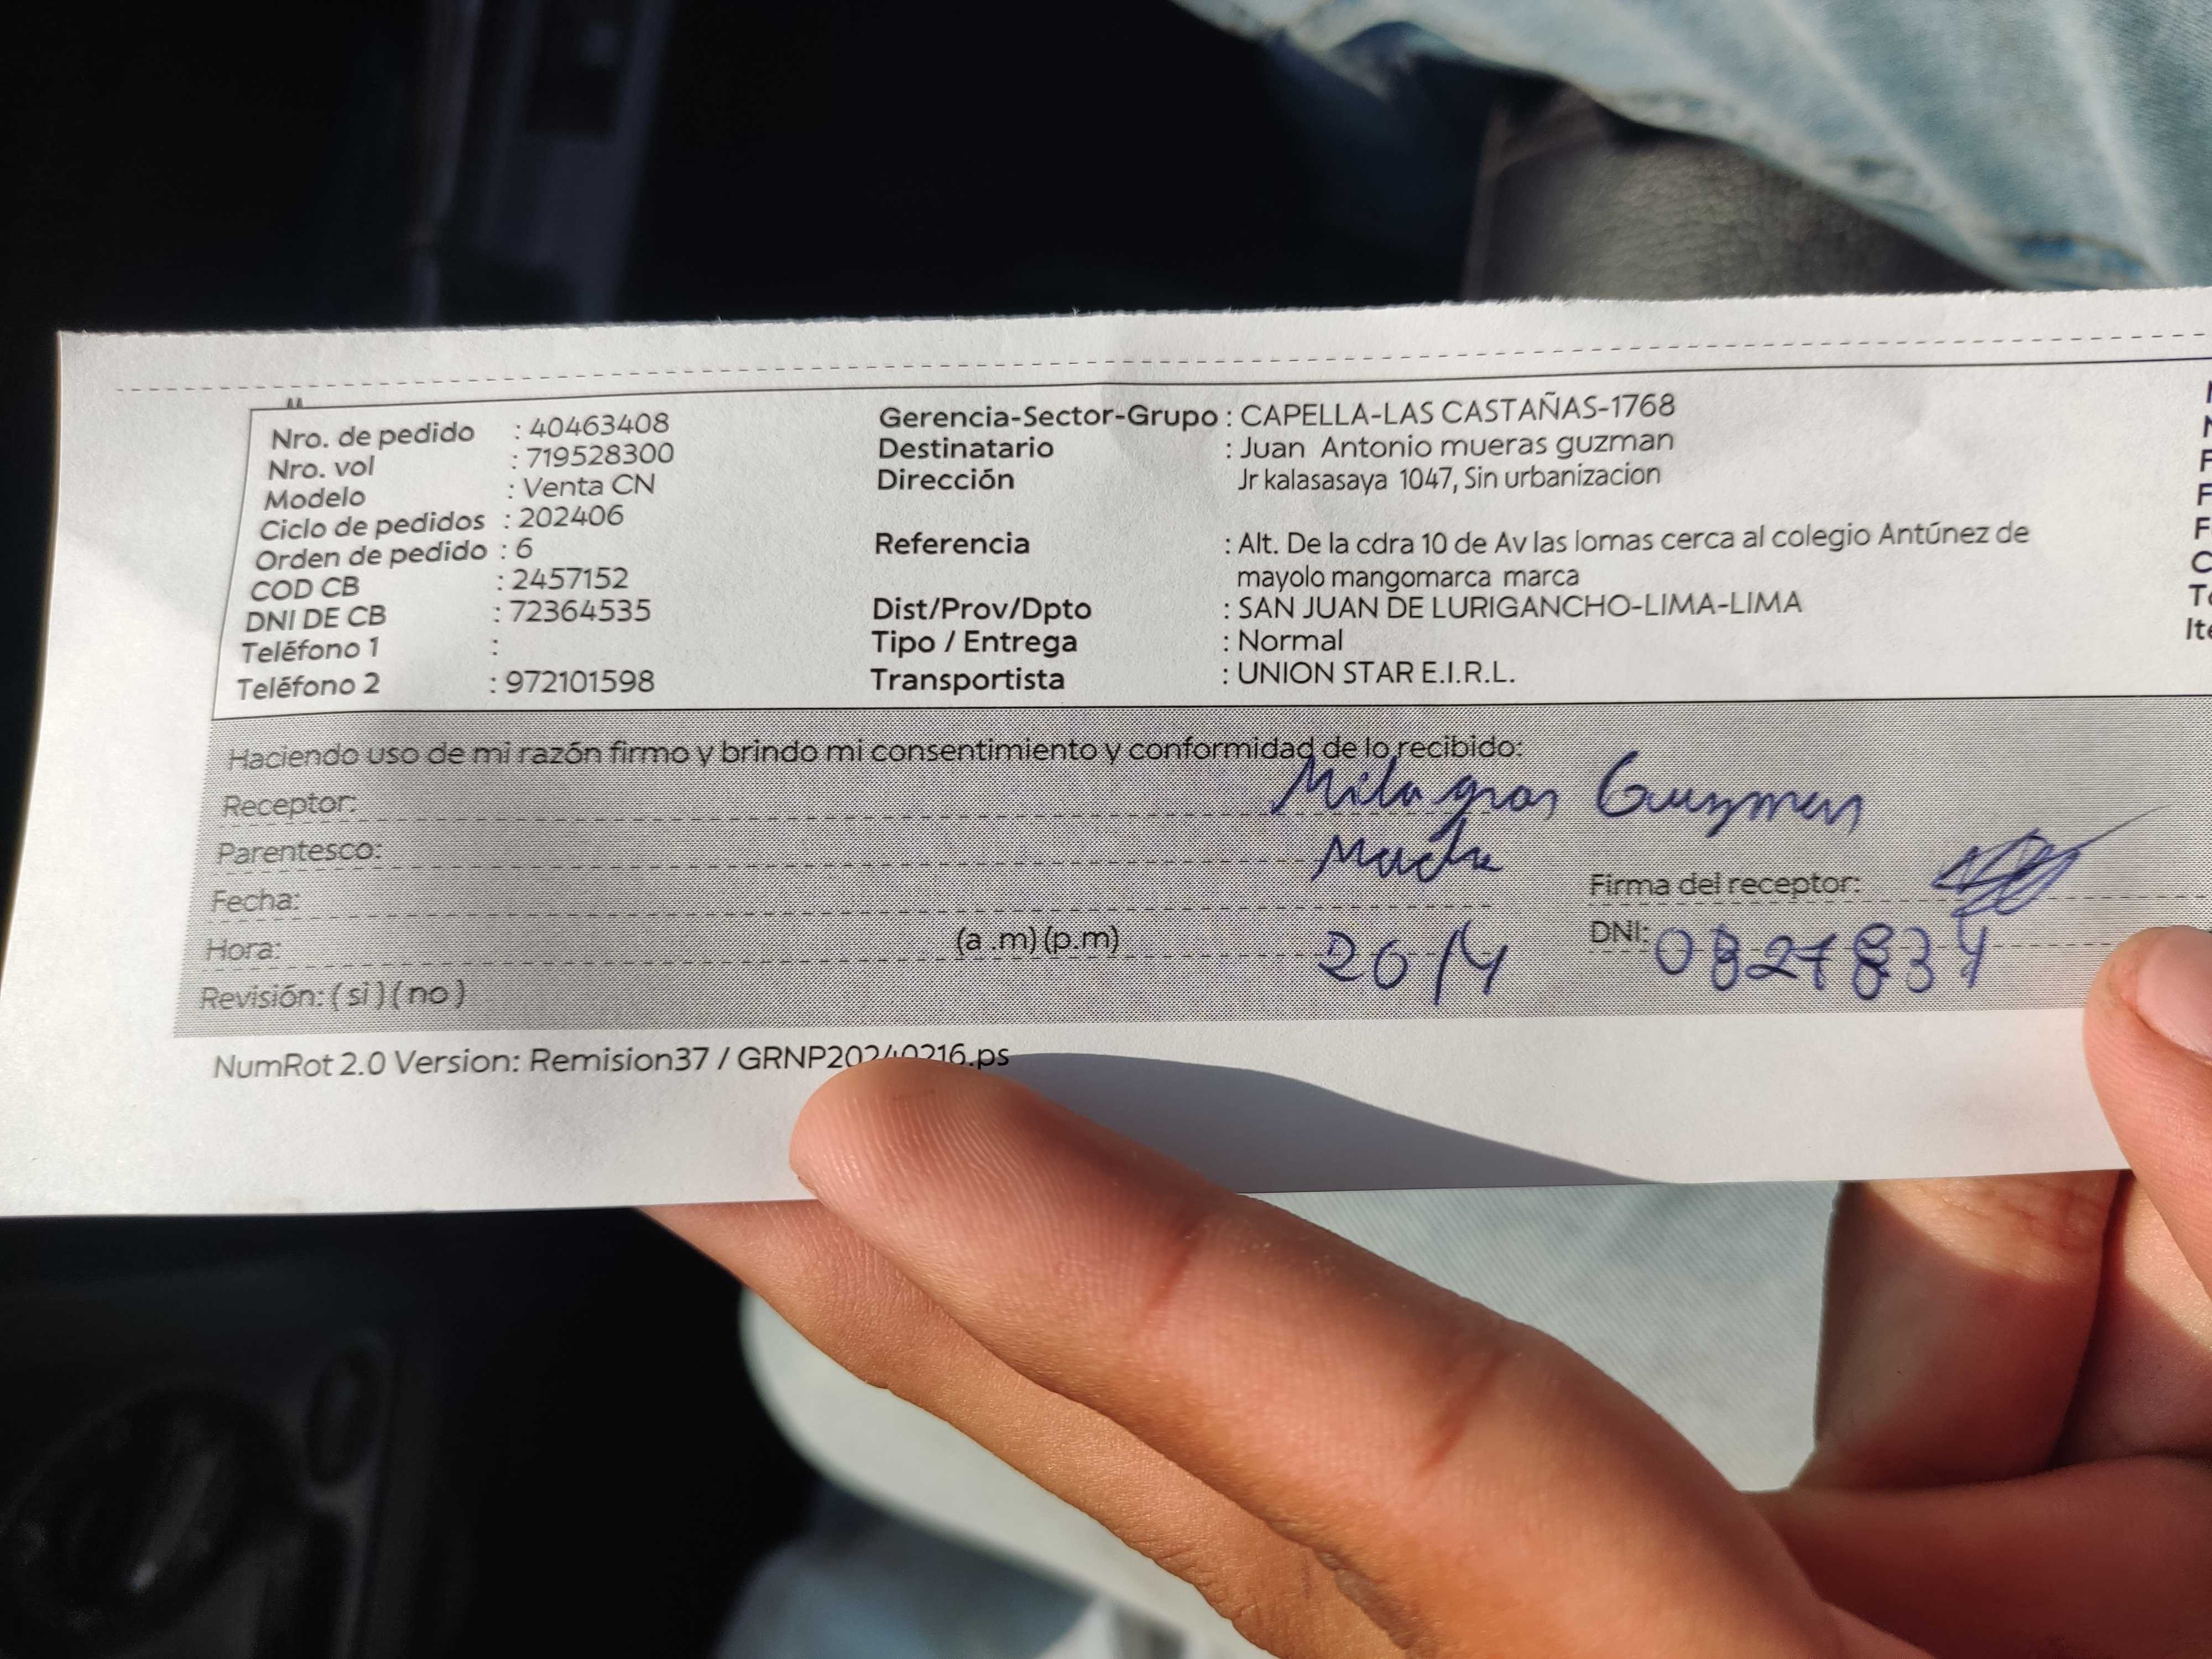 Nro. de pedido : 40463408
Nro. vol : 719528300
Modelo : Venta CN
Ciclo de pedidos : 202406
Orden de pedido : 6
COD CB : 2457152
DNI DE CB : 72364535
Teléfono 1 :
Teléfono 2 : 972101598
Gerencia-Sector-Grupo : CAPELLA-LAS CASTAÑAS-1768
Destinatario : Juan Antonio mueras guzman
Dirección Jr kalasasaya 1047, Sin urbanizacion
Referencia : Alt. De la cdra 10 de Av las lomas cerca al colegio Antúnez de
mayolo mangomarca marca
Dist/Prov/Dpto : SAN JUAN DE LURIGANCHO-LIMA-LIMA
Tipo / Entrega : Normal
Transportista : UNION STAR E.I.R.L.
Haciendo uso de mi razón firmo y brindo mi consentimiento y conformidad de lo recibido:
Receptor: Milagros Guzman
Parentesco: Madre
Fecha: Firma del receptor:
Hora: (a .m) (p.m) 20/4 DNI:
Revisión: ( si ) ( no )
NumRot 2.0 Version: Remision37 / GRNP20240216.ps